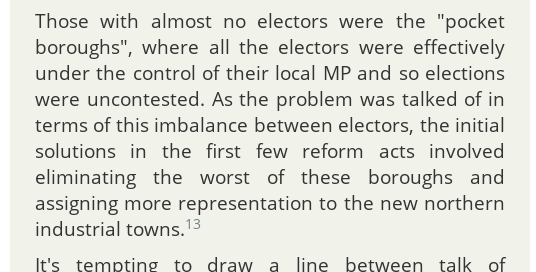 Those with almost no electors were the "pocket
boroughs", where all the electors were effectively
under the control of their local MP and so elections
were uncontested. As the problem was talked of in
terms of this imbalance between electors, the initial
solutions in the first few reform acts involved
eliminating the worst of these boroughs and
assigning more representation to the new northern
industrial towns.13
It's tempting to draw a line between talk of